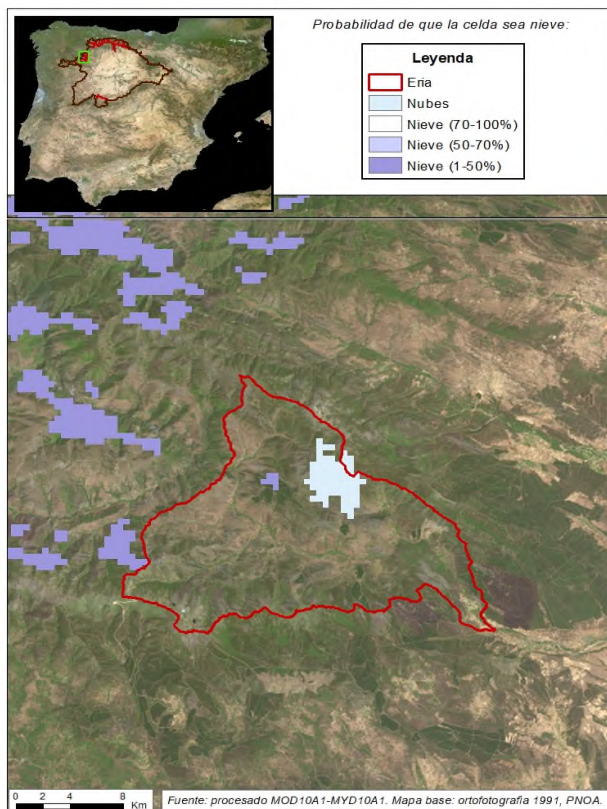 Probabilidad de que la celda sea nieve:
Leyenda
Eria
Nubes
Nieve (70-100%)
Nieve (50-70%)
Nieve (1-50%)
0 2 4 8
Km
Fuente: procesado MOD10A1-MYD10A1. Mapa base: ortofotografia 1991, PNOA